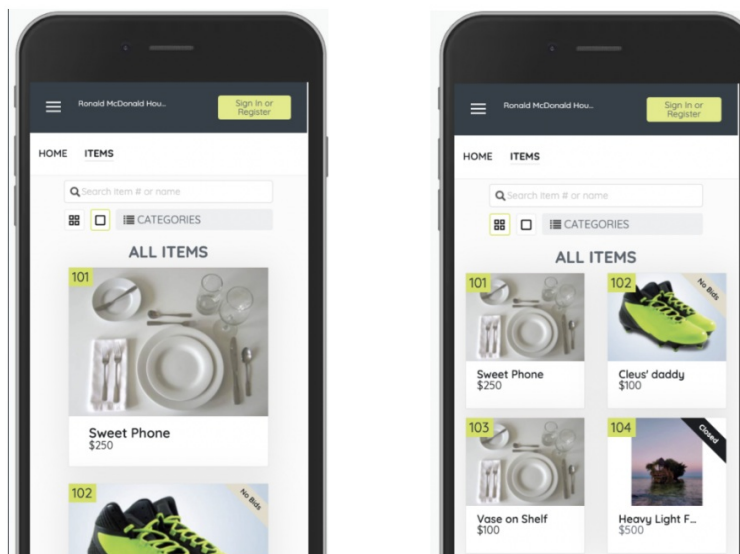 Ronald McDonald Hou...
Sign In or
Register
HOME ITEMS
Search item # or name
CATEGORIES
ALL ITEMS
101
Sweet Phone
$250
102
No Bids
Ronald McDonald Hou...
Sign In or
Register
HOME ITEMS
Search item # or name
CATEGORIES
ALL ITEMS
101
Sweet Phone
$250
102
No Bids
Cleus' daddy
$100
103
Vase on Shelf
$100
104
Closed
Heavy Light F...
$500